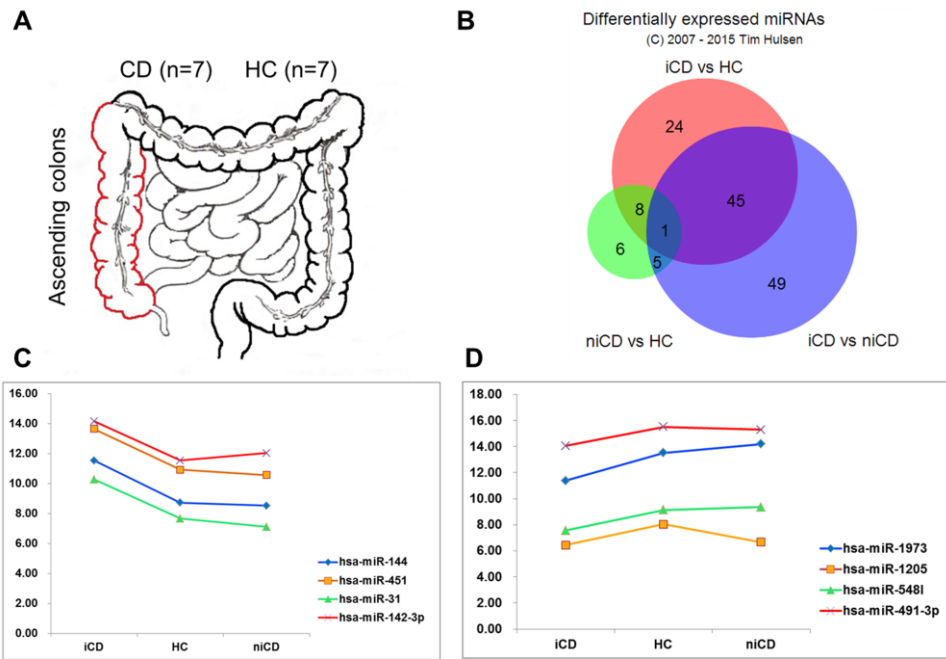 A
CD (n=7) HC (n=7)
Ascending colons
B
Differentially expressed miRNAs
(C) 2007 - 2015 Tim Hulsen
iCD vs HC
24
8
45
1
6
5
49
niCD vs HC
iCD vs niCD
C
16.00
14.00
12.00
10.00
8.00
6.00
4.00
2.00
0.00
iCD HC niCD
hsa-miR-144
hsa-miR-451
hsa-miR-31
hsa-miR-142-3p
D
18.00
16.00
14.00
12.00
10.00
8.00
6.00
4.00
2.00
0.00
iCD HC niCD
hsa-miR-1973
hsa-miR-1205
hsa-miR-548l
hsa-miR-491-3p